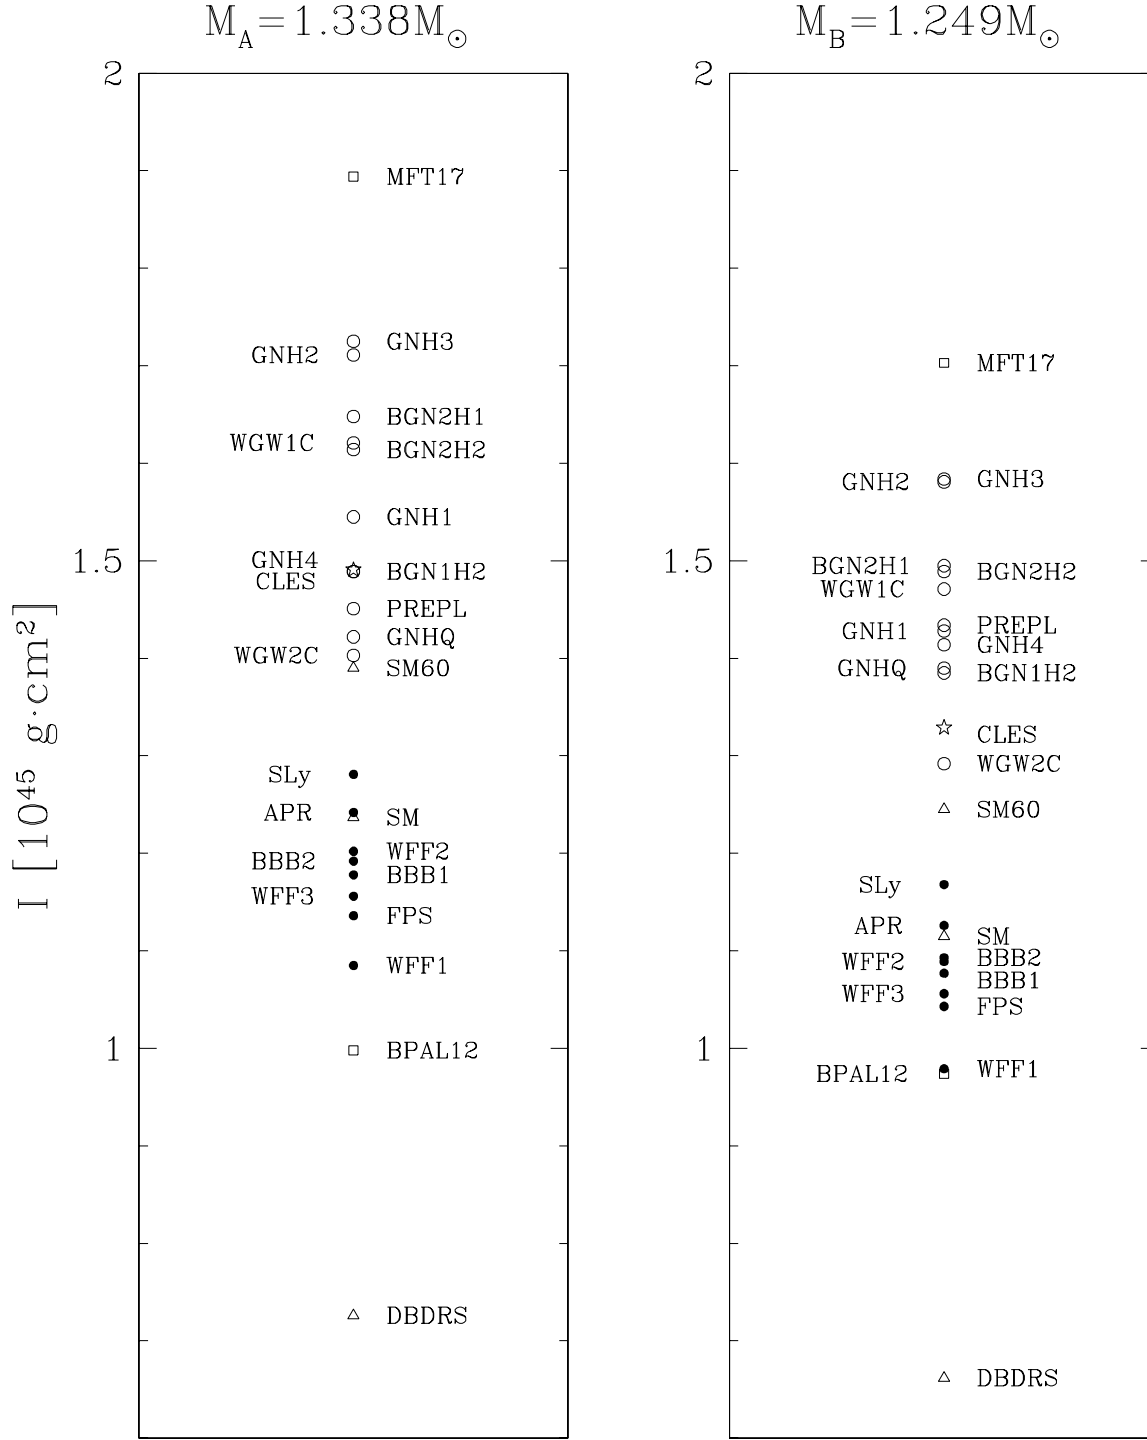 M_A=1.338M_⊙
M_B=1.249M_⊙
I [10^45 g·cm^2]
2
1.5
1
MFT17
GNH3
GNH2
BGN2H1
WGW1C
BGN2H2
GNH1
GNH4
BGN1H2
CLES
PREPL
GNHQ
WGW2C
SM60
SLy
APR
SM
WFF2
BBB2
BBB1
WFF3
FPS
WFF1
BPAL12
DBDRS
2
1.5
1
MFT17
GNH3
GNH2
BGN2H1
BGN2H2
WGW1C
PREPL
GNH1
GNH4
GNHQ
BGN1H2
CLES
WGW2C
SM60
SLy
APR
SM
BBB2
WFF2
BBB1
WFF3
FPS
WFF1
BPAL12
DBDRS